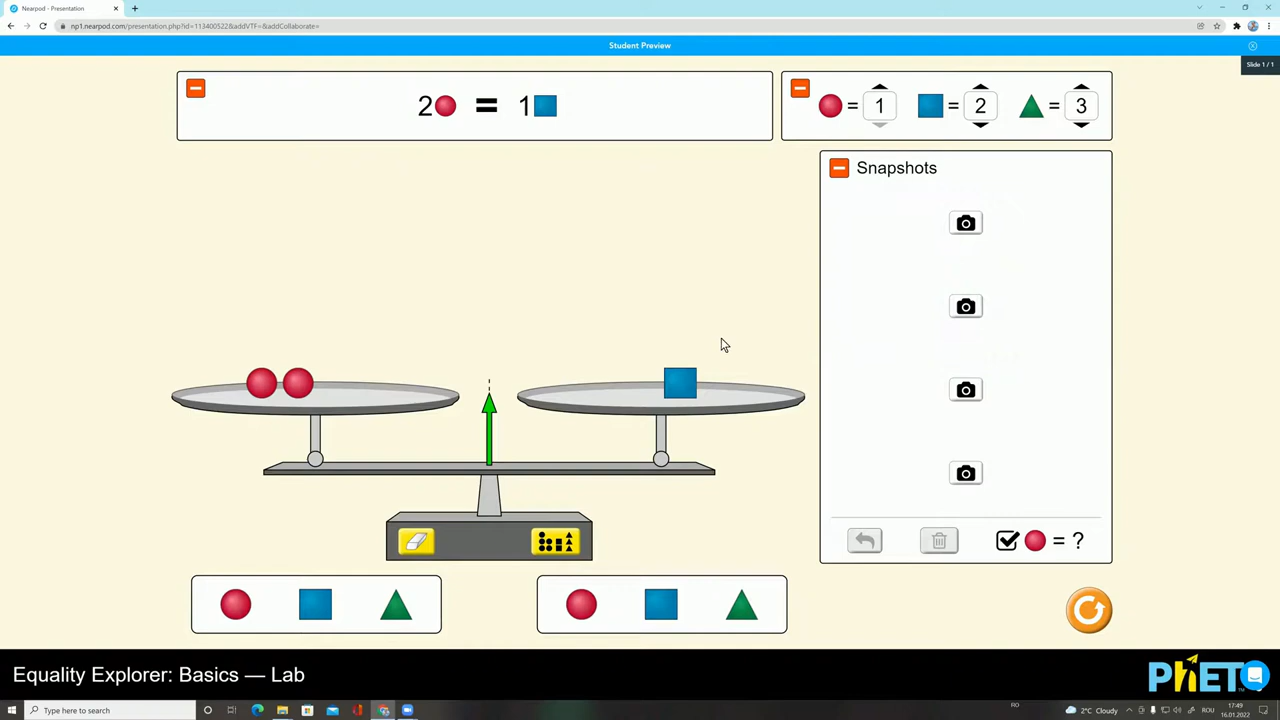 Nearpod - Presentation
np1.nearpod.com/presentation.php?id=113400522&addVTF=&addCollaborate=
Student Preview
Slide 1 / 1
2 = 1
= 1 = 2 = 3
Snapshots
= ?
Equality Explorer: Basics — Lab
PhET
Type here to search
RO
2°C Cloudy
ROU
17:49
16.01.2022